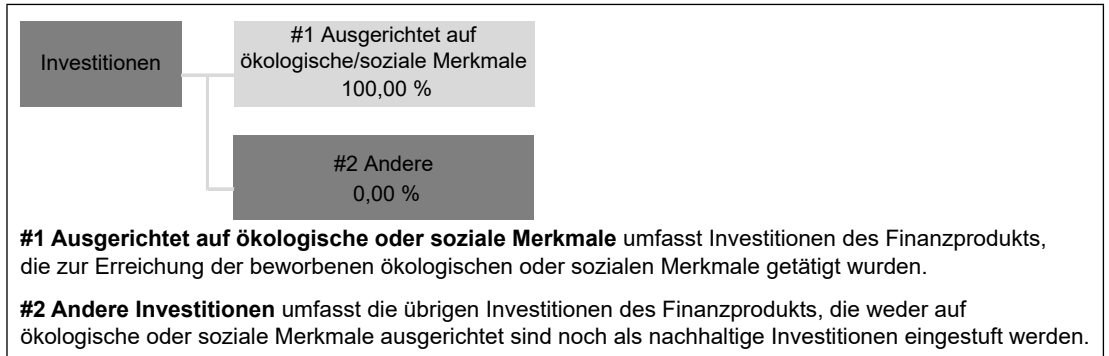 Investitionen
#1 Ausgerichtet auf
ökologische/soziale Merkmale
100,00 %
#2 Andere
0,00 %
#1 Ausgerichtet auf ökologische oder soziale Merkmale umfasst Investitionen des Finanzprodukts,
die zur Erreichung der beworbenen ökologischen oder sozialen Merkmale getätigt wurden.
#2 Andere Investitionen umfasst die übrigen Investitionen des Finanzprodukts, die weder auf
ökologische oder soziale Merkmale ausgerichtet sind noch als nachhaltige Investitionen eingestuft werden.